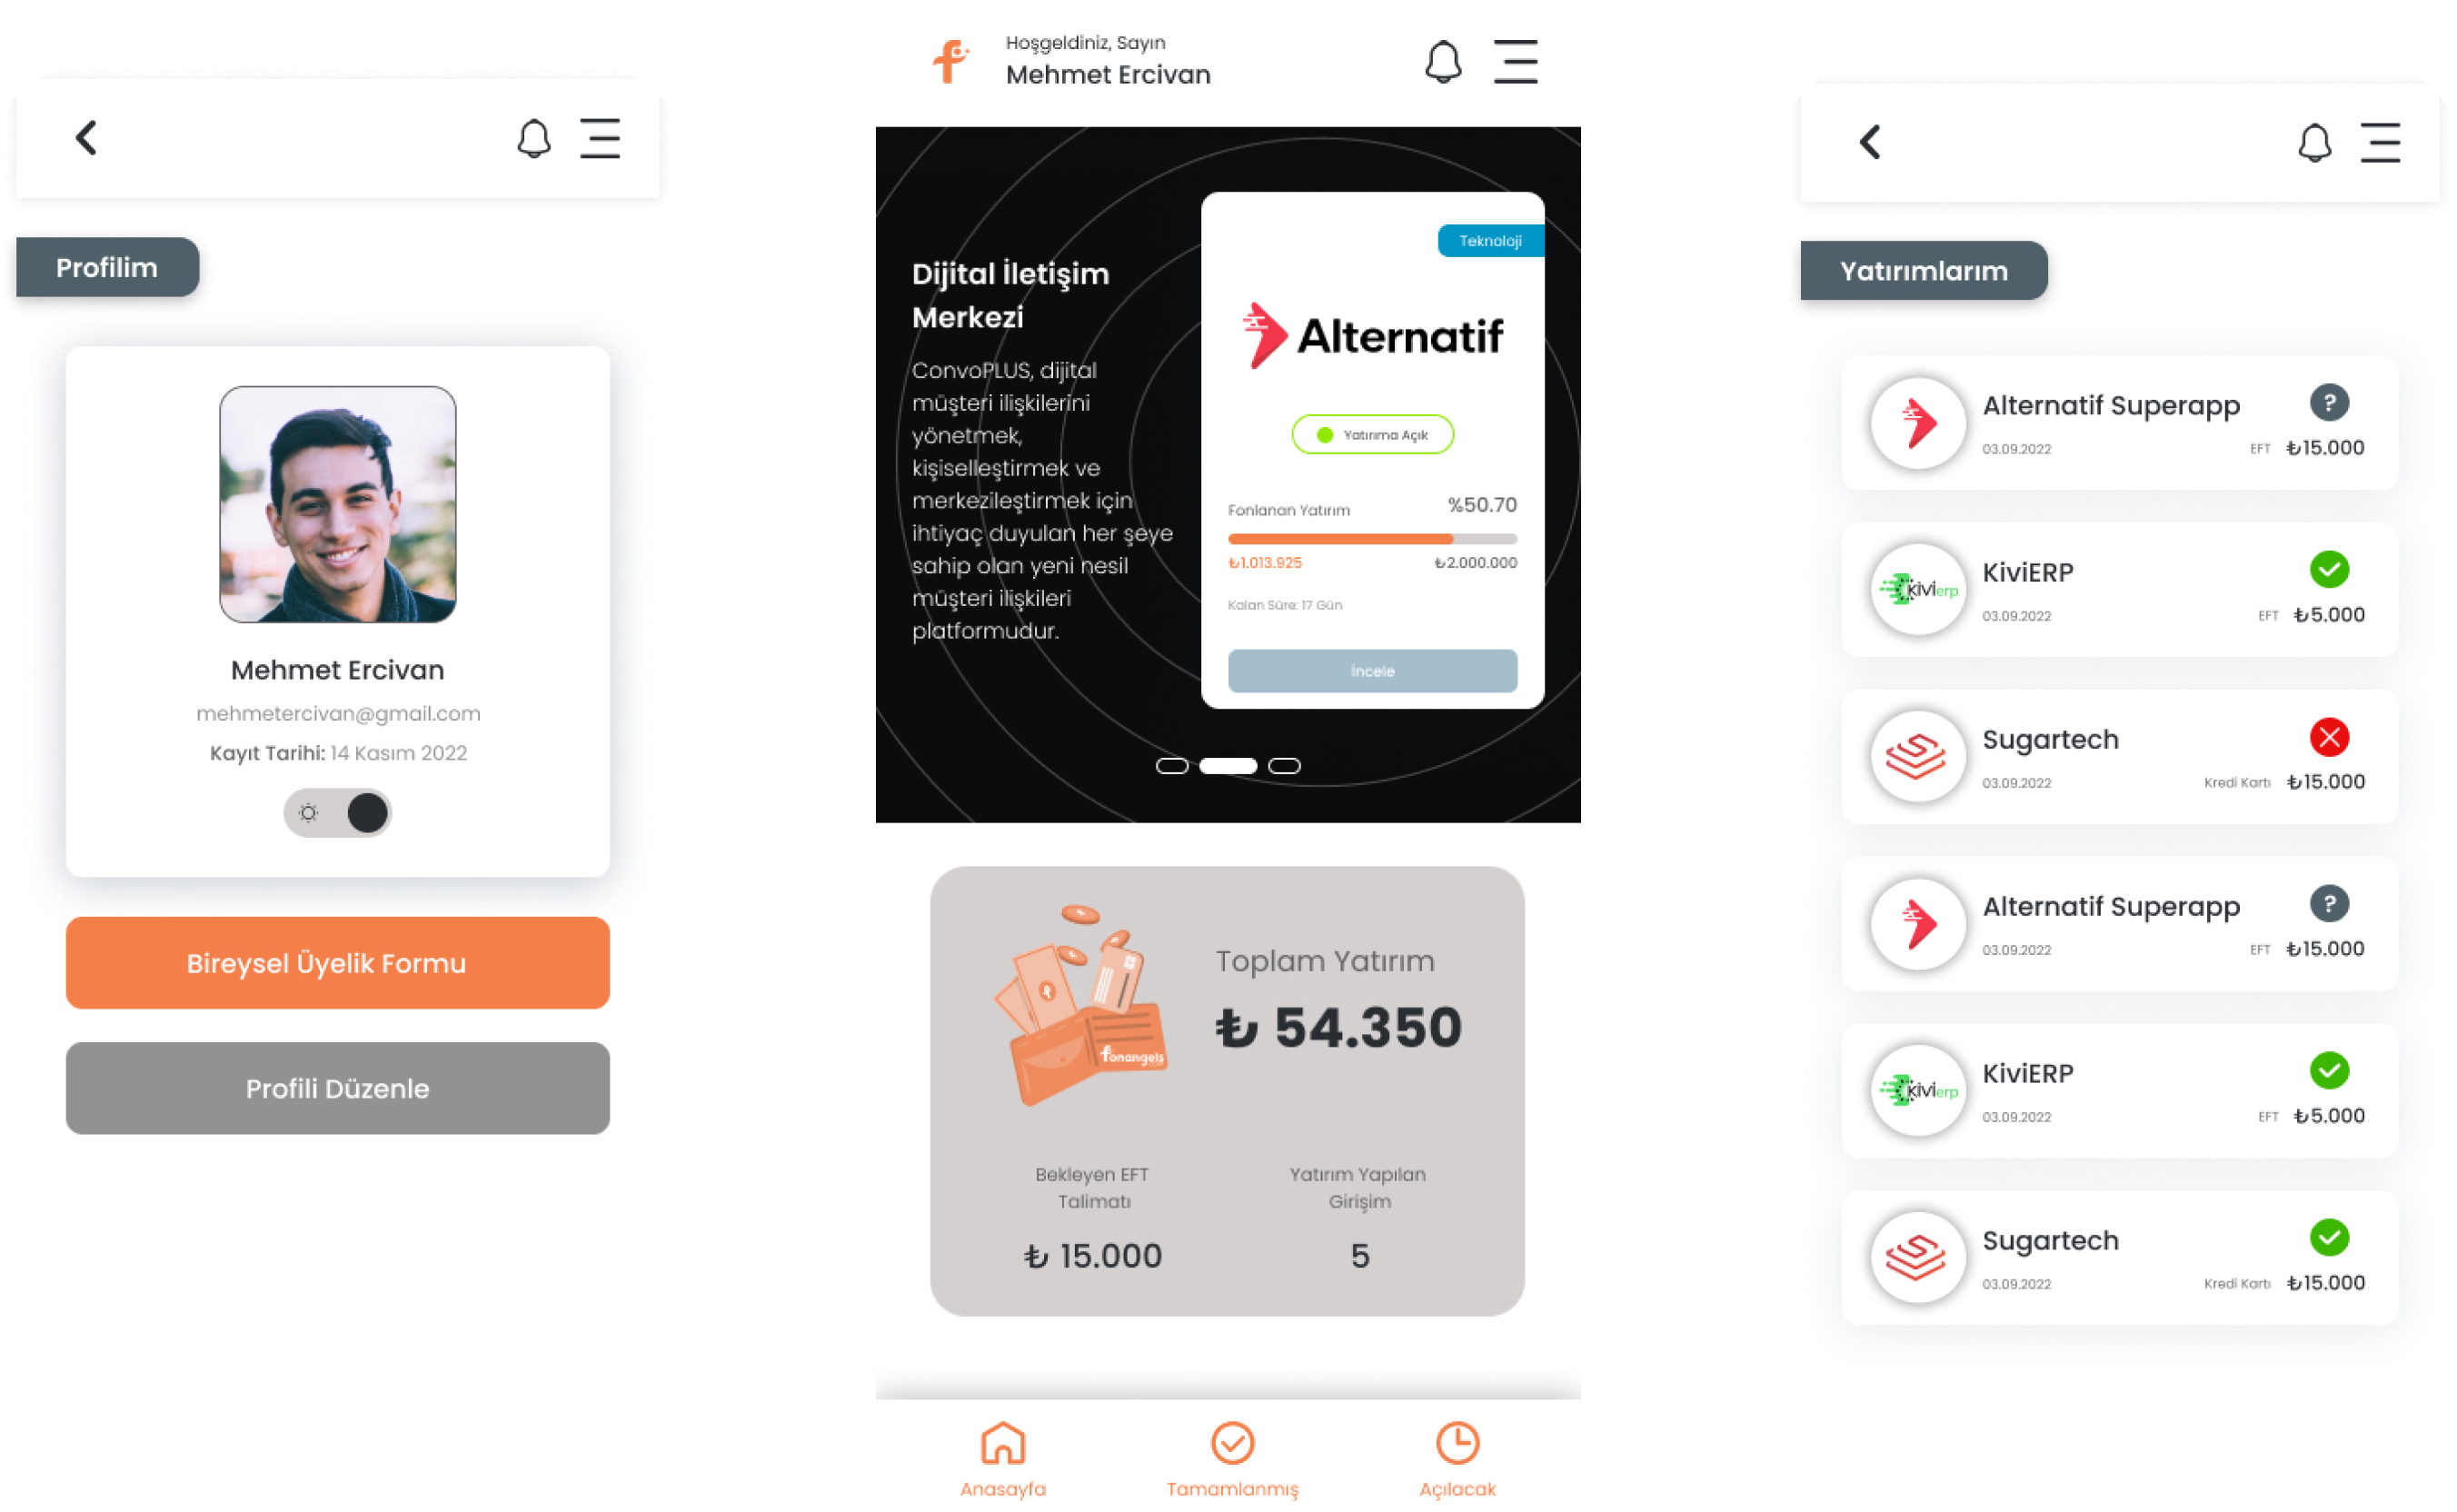 Profilim
Mehmet Ercivan
mehmetercivan@gmail.com
Kayıt Tarihi: 14 Kasım 2022
Bireysel Üyelik Formu
Profili Düzenle
Hoşgeldiniz, Sayın
Mehmet Ercivan
Dijital İletişim
Merkezi
ConvoPLUS, dijital
müşteri ilişkilerini
yönetmek,
kişiselleştirmek ve
merkezileştirmek için
ihtiyaç duyulan her şeye
sahip olan yeni nesil
müşteri ilişkileri
platformudur.
Teknoloji
Alternatif
Yatırıma Açık
Fonlanan Yatırım %50.70
₺1.013.925 ₺2.000.000
Kalan Süre: 17 Gün
İncele
fonangels
Toplam Yatırım
₺ 54.350
Bekleyen EFT
Talimatı
₺ 15.000
Yatırım Yapılan
Girişim
5
Anasayfa
Tamamlanmış
Açılacak
Yatırımlarım
Alternatif Superapp ?
03.09.2022 EFT ₺15.000
kivierp
KiviERP
03.09.2022 EFT ₺5.000
Sugartech
03.09.2022 Kredi Kartı ₺15.000
Alternatif Superapp ?
03.09.2022 EFT ₺15.000
kivierp
KiviERP
03.09.2022 EFT ₺5.000
Sugartech
03.09.2022 Kredi Kartı ₺15.000